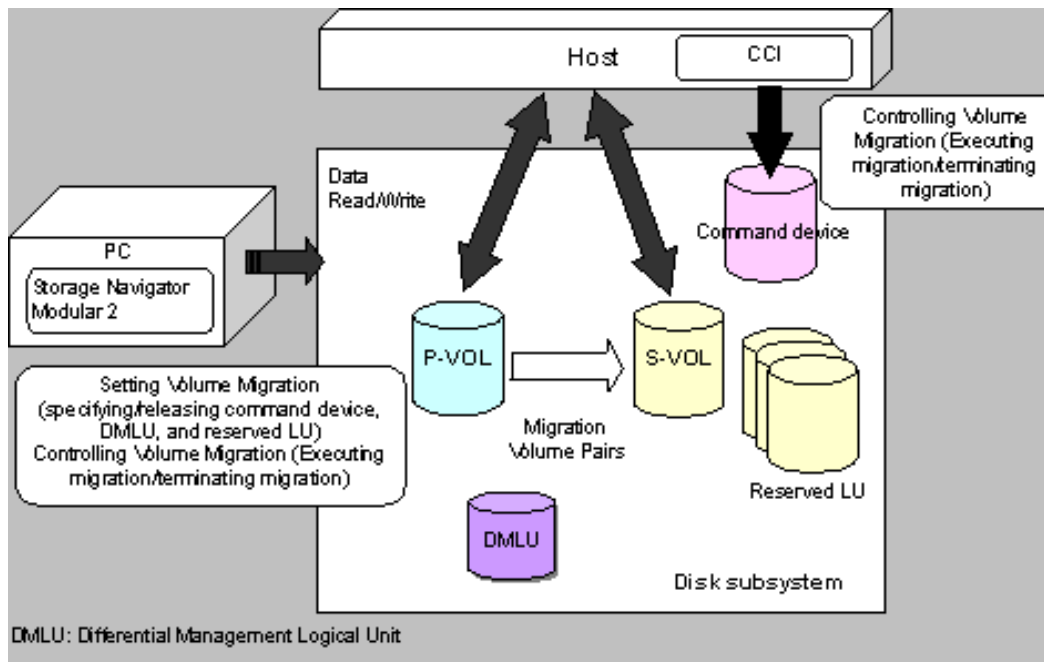 Host
CCI
Controlling Volume
Migration (Executing
migration/terminating
migration)
Data
Read/Write
Command device
PC
Storage Navigator
Modular 2
P-VOL
S-VOL
Setting Volume Migration
(specifying/releasing command device,
DMLU, and reserved LU)
Controlling Volume Migration (Executing
migration/terminating migration)
Migration
Volume Pairs
Reserved LU
DMLU
Disk subsystem
DMLU: Differential Management Logical Unit